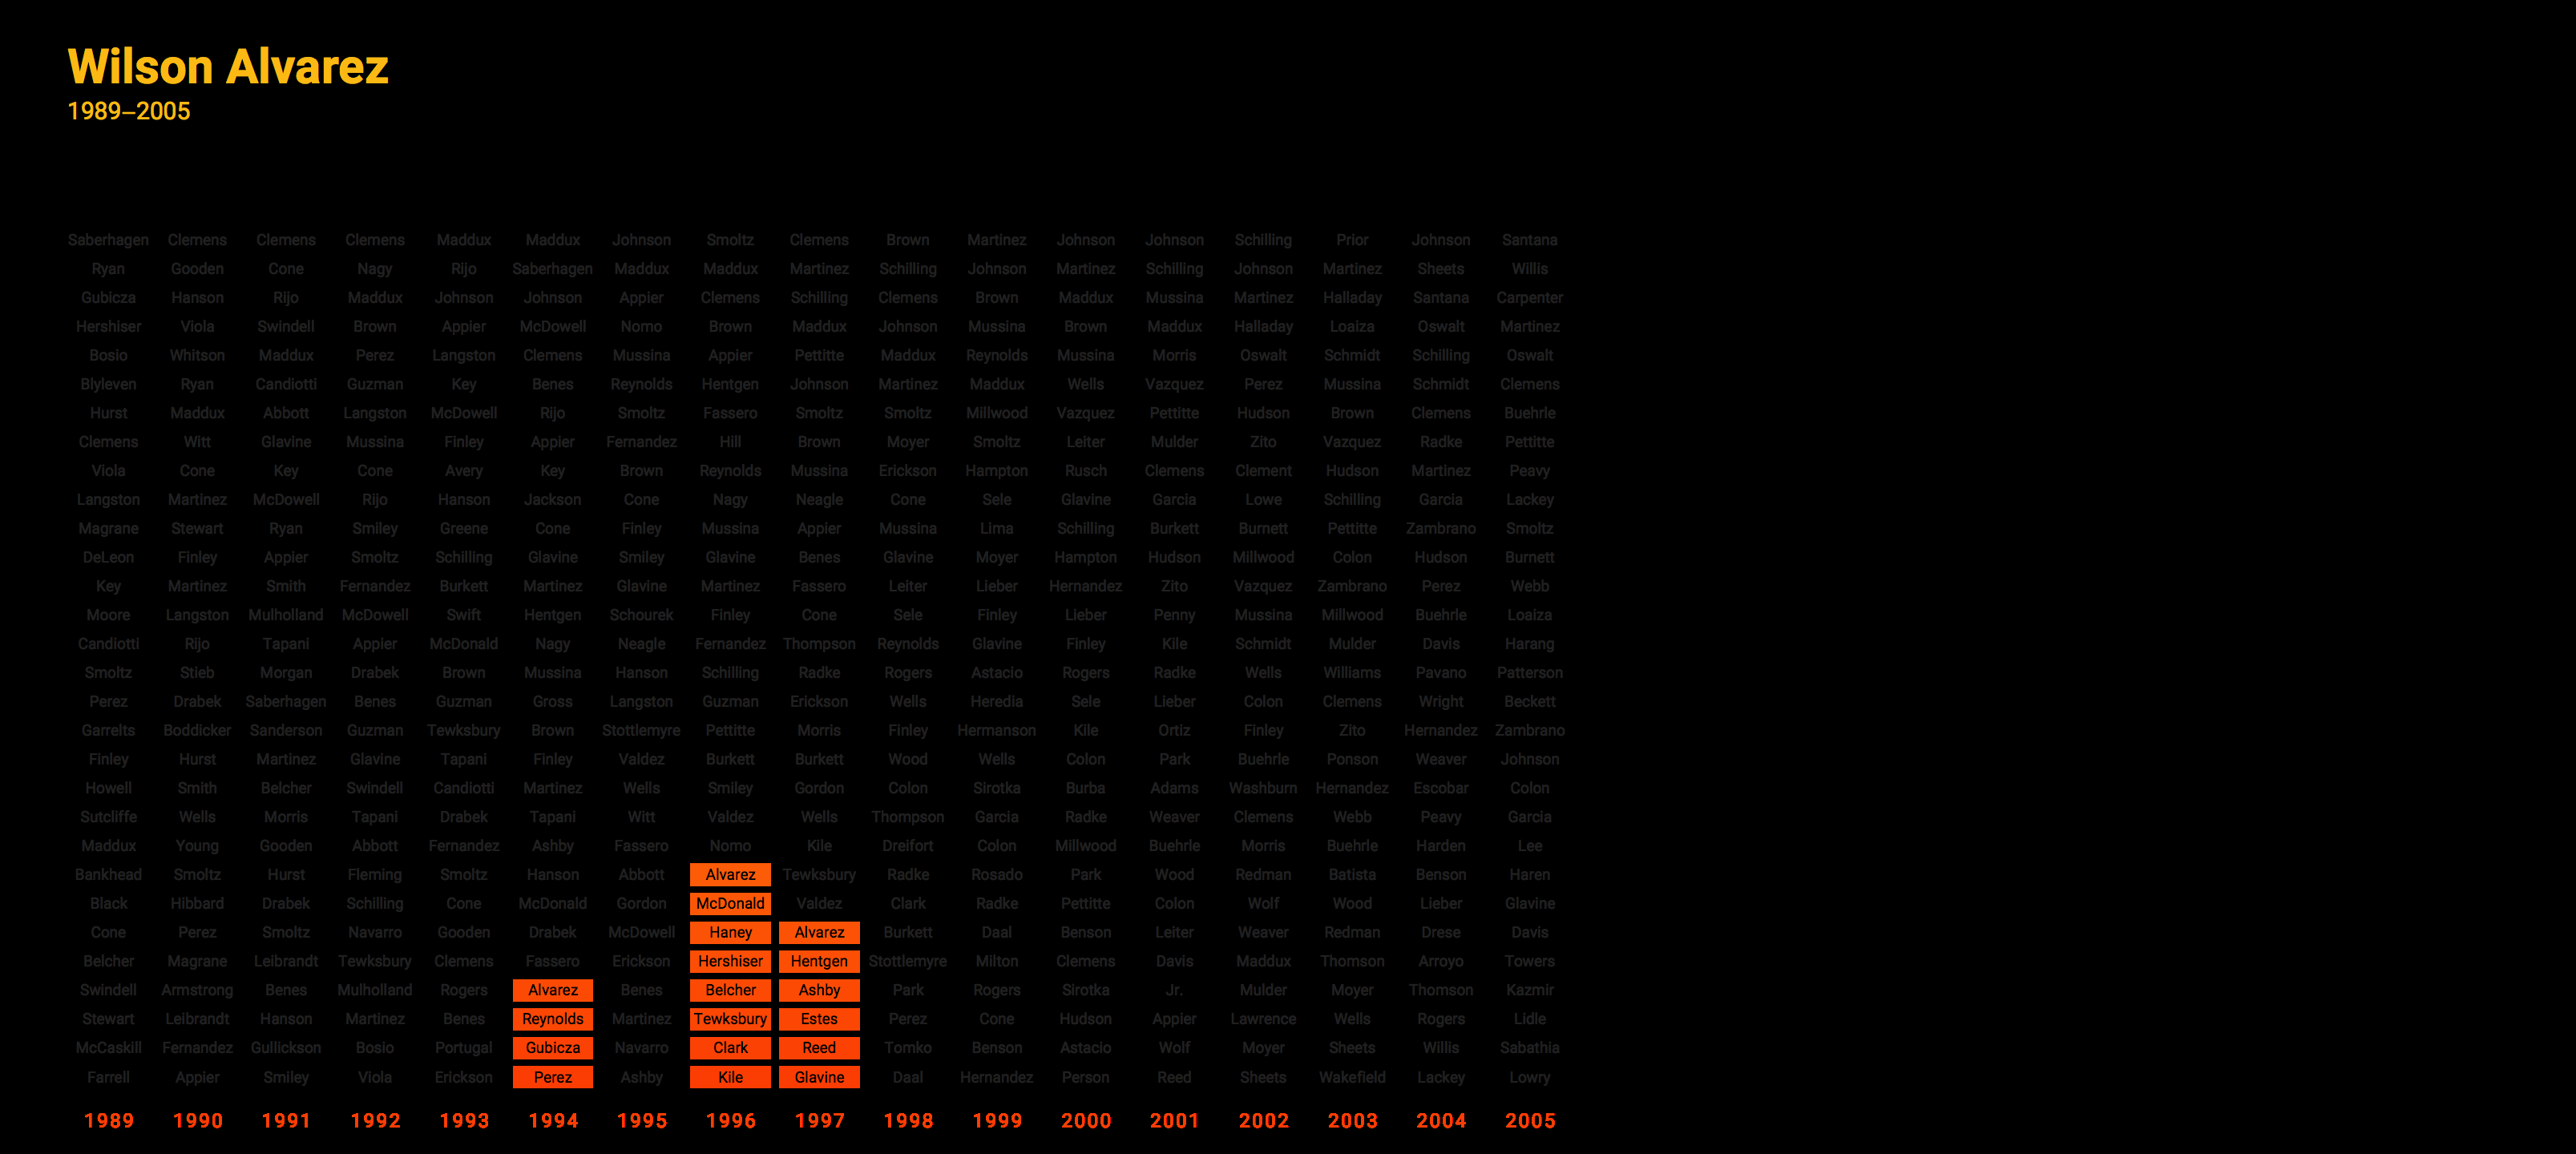 Wilson Alvarez
1989–2005
Saberhagen Clemens Clemens Clemens Maddux Maddux Johnson Smoltz Clemens Brown Martinez Johnson Johnson Schilling Prior Johnson Santana
Ryan Gooden Cone Nagy Rijo Saberhagen Maddux Maddux Martinez Schilling Johnson Martinez Schilling Johnson Martinez Sheets Willis
Gubicza Hanson Rijo Maddux Johnson Johnson Appier Clemens Schilling Clemens Brown Maddux Mussina Martinez Halladay Santana Carpenter
Hershiser Viola Swindell Brown Appier McDowell Nomo Brown Maddux Johnson Mussina Brown Maddux Halladay Loaiza Oswalt Martinez
Bosio Whitson Maddux Perez Langston Clemens Mussina Appier Pettitte Maddux Reynolds Mussina Morris Oswalt Schmidt Schilling Oswalt
Blyleven Ryan Candiotti Guzman Key Benes Reynolds Hentgen Johnson Martinez Maddux Wells Vazquez Perez Mussina Schmidt Clemens
Hurst Maddux Abbott Langston McDowell Rijo Smoltz Fassero Smoltz Smoltz Millwood Vazquez Pettitte Hudson Brown Clemens Buehrle
Clemens Witt Glavine Mussina Finley Appier Fernandez Hill Brown Moyer Smoltz Leiter Mulder Zito Vazquez Radke Pettitte
Viola Cone Key Cone Avery Key Brown Reynolds Mussina Erickson Hampton Rusch Clemens Clement Hudson Martinez Peavy
Langston Martinez McDowell Rijo Hanson Jackson Cone Nagy Neagle Cone Sele Glavine Garcia Lowe Schilling Garcia Lackey
Magrane Stewart Ryan Smiley Greene Cone Finley Mussina Appier Mussina Lima Schilling Burkett Burnett Pettitte Zambrano Smoltz
DeLeon Finley Appier Smoltz Schilling Glavine Smiley Glavine Benes Glavine Moyer Hampton Hudson Millwood Colon Hudson Burnett
Key Martinez Smith Fernandez Burkett Martinez Glavine Martinez Fassero Leiter Lieber Hernandez Zito Vazquez Zambrano Perez Webb
Moore Langston Mulholland McDowell Swift Hentgen Schourek Finley Cone Sele Finley Lieber Penny Mussina Millwood Buehrle Loaiza
Candiotti Rijo Tapani Appier McDonald Nagy Neagle Fernandez Thompson Reynolds Glavine Finley Kile Schmidt Mulder Davis Harang
Smoltz Stieb Morgan Drabek Brown Mussina Hanson Schilling Radke Rogers Astacio Rogers Radke Wells Williams Pavano Patterson
Perez Drabek Saberhagen Benes Guzman Gross Langston Guzman Erickson Wells Heredia Sele Lieber Colon Clemens Wright Beckett
Garrelts Boddicker Sanderson Guzman Tewksbury Brown Stottlemyre Pettitte Morris Finley Hermanson Kile Ortiz Finley Zito Hernandez Zambrano
Finley Hurst Martinez Glavine Tapani Finley Valdez Burkett Burkett Wood Wells Colon Park Buehrle Ponson Weaver Johnson
Howell Smith Belcher Swindell Candiotti Martinez Wells Smiley Gordon Colon Sirotka Burba Adams Washburn Hernandez Escobar Colon
Sutcliffe Wells Morris Tapani Drabek Tapani Witt Valdez Wells Thompson Garcia Radke Weaver Clemens Webb Peavy Garcia
Maddux Young Gooden Abbott Fernandez Ashby Fassero Nomo Kile Dreifort Colon Millwood Buehrle Morris Buehrle Harden Lee
Bankhead Smoltz Hurst Fleming Smoltz Hanson Abbott Alvarez Tewksbury Radke Rosado Park Wood Redman Batista Benson Haren
Black Hibbard Drabek Schilling Cone McDonald Gordon McDonald Valdez Clark Radke Pettitte Colon Wolf Wood Lieber Glavine
Cone Perez Smoltz Navarro Gooden Drabek McDowell Haney Alvarez Burkett Daal Benson Leiter Weaver Redman Drese Davis
Belcher Magrane Leibrandt Tewksbury Clemens Fassero Erickson Hershiser Hentgen Stottlemyre Milton Clemens Davis Maddux Thomson Arroyo Towers
Swindell Armstrong Benes Mulholland Rogers Alvarez Benes Belcher Ashby Park Rogers Sirotka Jr. Mulder Moyer Thomson Kazmir
Stewart Leibrandt Hanson Martinez Benes Reynolds Martinez Tewksbury Estes Perez Cone Hudson Appier Lawrence Wells Rogers Lidle
McCaskill Fernandez Gullickson Bosio Portugal Gubicza Navarro Clark Reed Tomko Benson Astacio Wolf Moyer Sheets Willis Sabathia
Farrell Appier Smiley Viola Erickson Perez Ashby Kile Glavine Daal Hernandez Person Reed Sheets Wakefield Lackey Lowry
1989 1990 1991 1992 1993 1994 1995 1996 1997 1998 1999 2000 2001 2002 2003 2004 2005